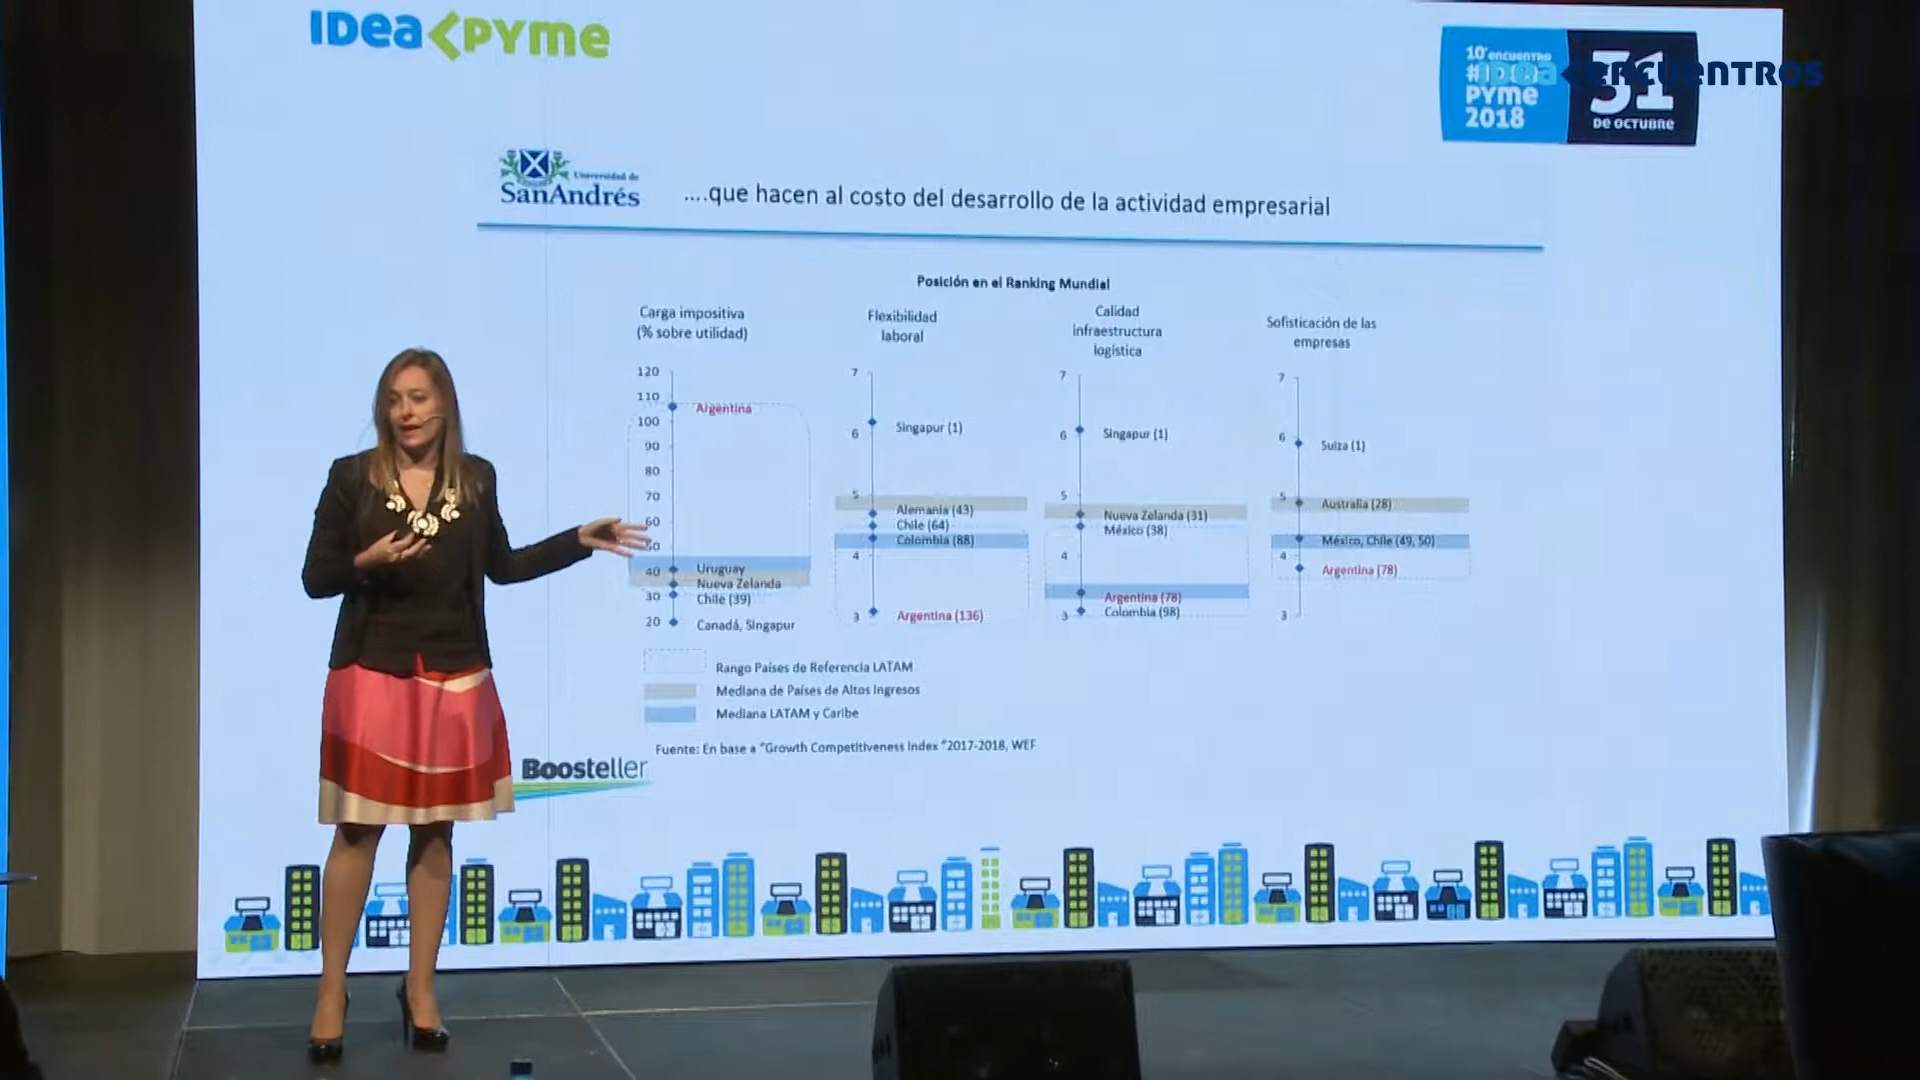 IDea<PYme
10° encuentro
PYme
2018
31
De OCTUBRE
idea<encuentros
Universidad de
SanAndrés
....que hacen al costo del desarrollo de la actividad empresarial
Posición en el Ranking Mundial
Carga impositiva
(% sobre utilidad)
120
110
100
90
80
70
60
50
40
30
20
Argentina
Uruguay
Nueva Zelanda
Chile (39)
Canadá, Singapur
Flexibilidad
laboral
7
6
5
4
3
Singapur (1)
Alemania (43)
Chile (64)
Colombia (88)
Argentina (136)
Calidad
infraestructura
logística
7
6
5
4
3
Singapur (1)
Nueva Zelanda (31)
México (38)
Argentina (78)
Colombia (98)
Sofisticación de las
empresas
7
6
5
4
3
Suiza (1)
Australia (28)
México, Chile (49, 50)
Argentina (78)
Rango Países de Referencia LATAM
Mediana de Países de Altos Ingresos
Mediana LATAM y Caribe
Fuente: En base a "Growth Competitiveness Index "2017-2018, WEF
Boosteller